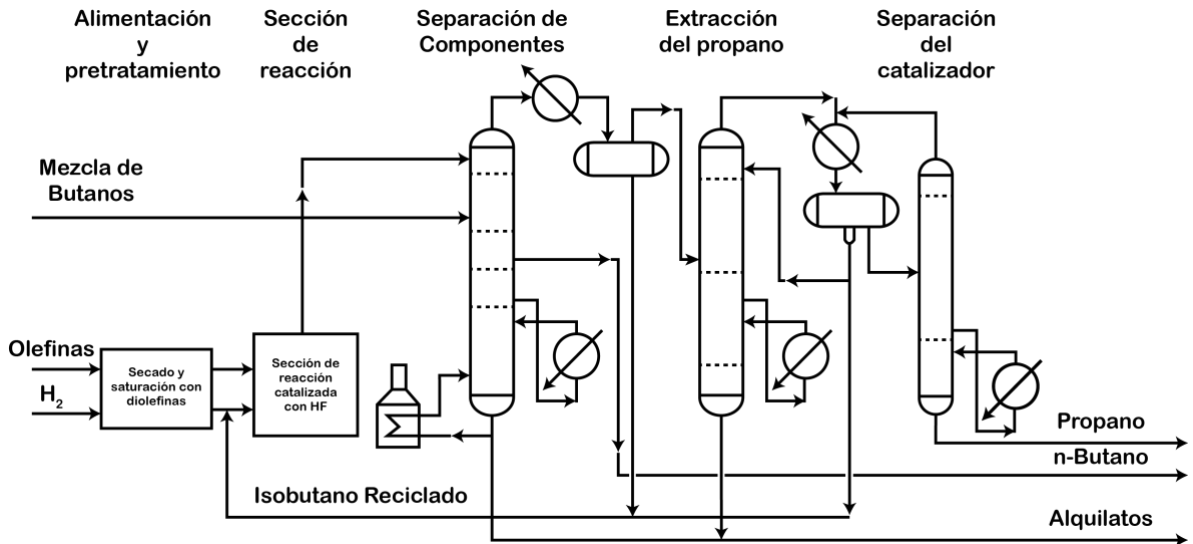 Alimentación
y
pretratamiento
Sección
de
reacción
Separación de
Componentes
Extracción
del propano
Separación
del
catalizador
Mezcla de
Butanos
Olefinas
H2
Secado y
saturación con
diolefinas
Sección de
reacción
catalizada
con HF
Isobutano Reciclado
Propano
n-Butano
Alquilatos